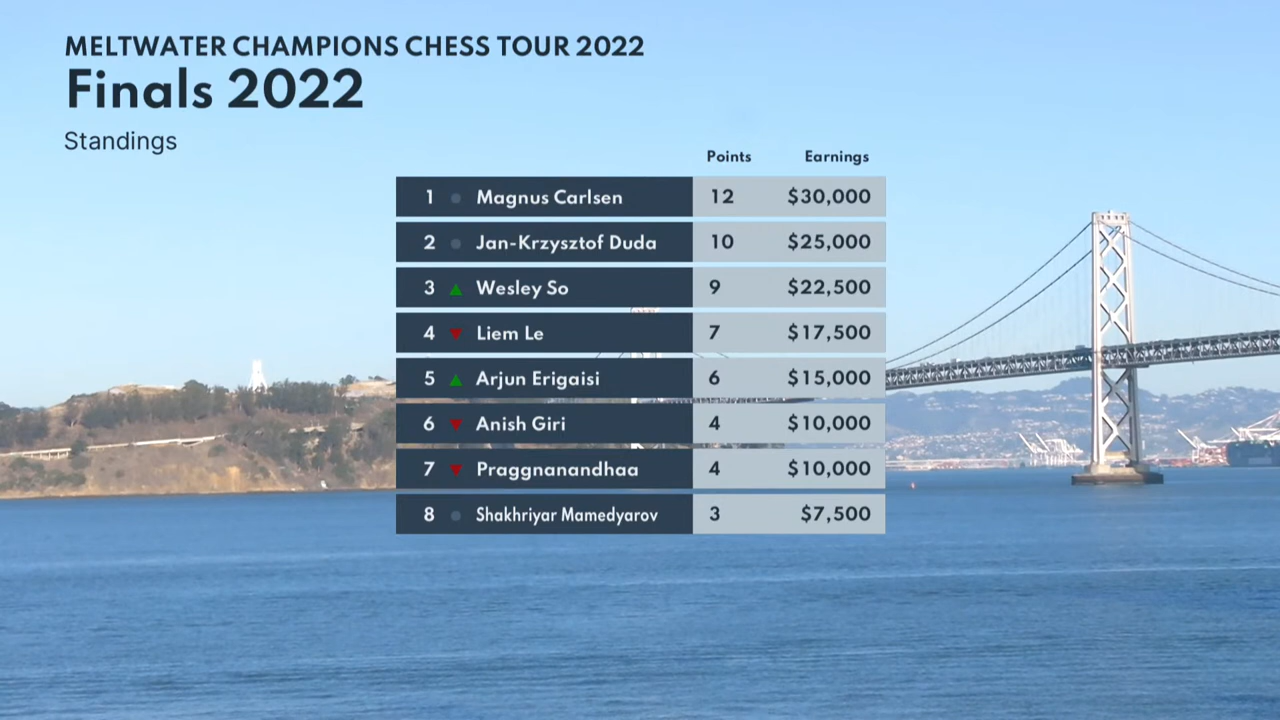 MELTWATER CHAMPIONS CHESS TOUR 2022
Finals 2022
Standings
Points Earnings
1 Magnus Carlsen 12 $30,000
2 Jan-Krzysztof Duda 10 $25,000
3 Wesley So 9 $22,500
4 Liem Le 7 $17,500
5 Arjun Erigaisi 6 $15,000
6 Anish Giri 4 $10,000
7 Praggnanandhaa 4 $10,000
8 Shakhriyar Mamedyarov 3 $7,500